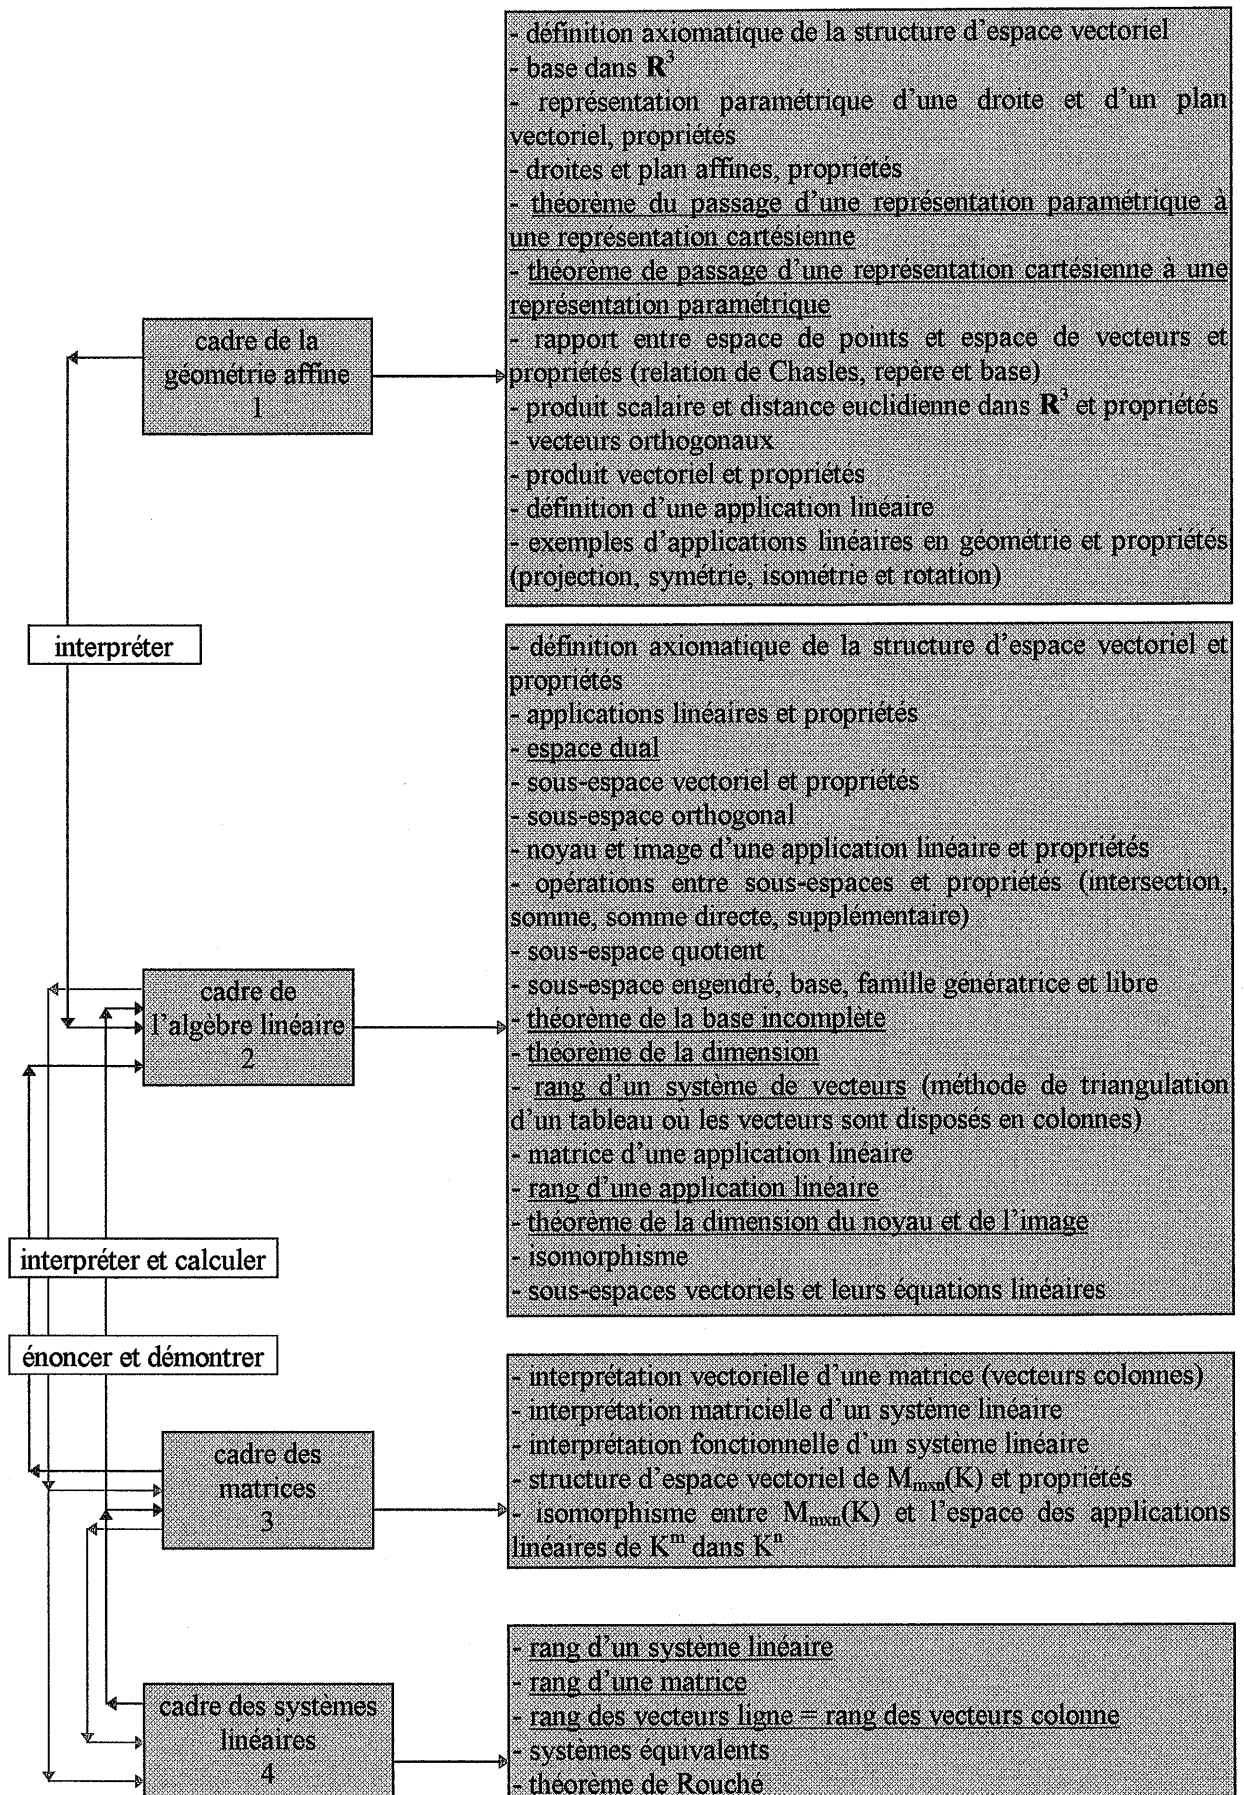 - définition axiomatique de la structure d'espace vectoriel
- base dans R³
- représentation paramétrique d'une droite et d'un plan
vectoriel, propriétés
- droites et plan affines, propriétés
- théorème du passage d'une représentation paramétrique à
une représentation cartésienne
- théorème de passage d'une représentation cartésienne à une
représentation paramétrique
- rapport entre espace de points et espace de vecteurs et
propriétés (relation de Chasles, repère et base)
- produit scalaire et distance euclidienne dans R³ et propriétés
- vecteurs orthogonaux
- produit vectoriel et propriétés
- définition d'une application linéaire
- exemples d'applications linéaires en géométrie et propriétés
(projection, symétrie, isométrie et rotation)
cadre de la
géométrie affine
1
interpréter
- définition axiomatique de la structure d'espace vectoriel et
propriétés
- applications linéaires et propriétés
- espace dual
- sous-espace vectoriel et propriétés
- sous-espace orthogonal
- noyau et image d'une application linéaire et propriétés
- opérations entre sous-espaces et propriétés (intersection,
somme, somme directe, supplémentaire)
- sous-espace quotient
- sous-espace engendré, base, famille génératrice et libre
- théorème de la base incomplète
- théorème de la dimension
- rang d'un système de vecteurs (méthode de triangulation
d'un tableau où les vecteurs sont disposés en colonnes)
- matrice d'une application linéaire
- rang d'une application linéaire
- théorème de la dimension du noyau et de l'image
- isomorphisme
- sous-espaces vectoriels et leurs équations linéaires
cadre de
l'algèbre linéaire
2
interpréter et calculer
énoncer et démontrer
- interprétation vectorielle d'une matrice (vecteurs colonnes)
- interprétation matricielle d'un système linéaire
- interprétation fonctionnelle d'un système linéaire
- structure d'espace vectoriel de Mmxn(K) et propriétés
- isomorphisme entre Mmxn(K) et l'espace des applications
linéaires de Kᵐ dans Kⁿ
cadre des
matrices
3
- rang d'un système linéaire
- rang d'une matrice
- rang des vecteurs ligne = rang des vecteurs colonne
- systèmes équivalents
- théorème de Rouché
cadre des systèmes
linéaires
4